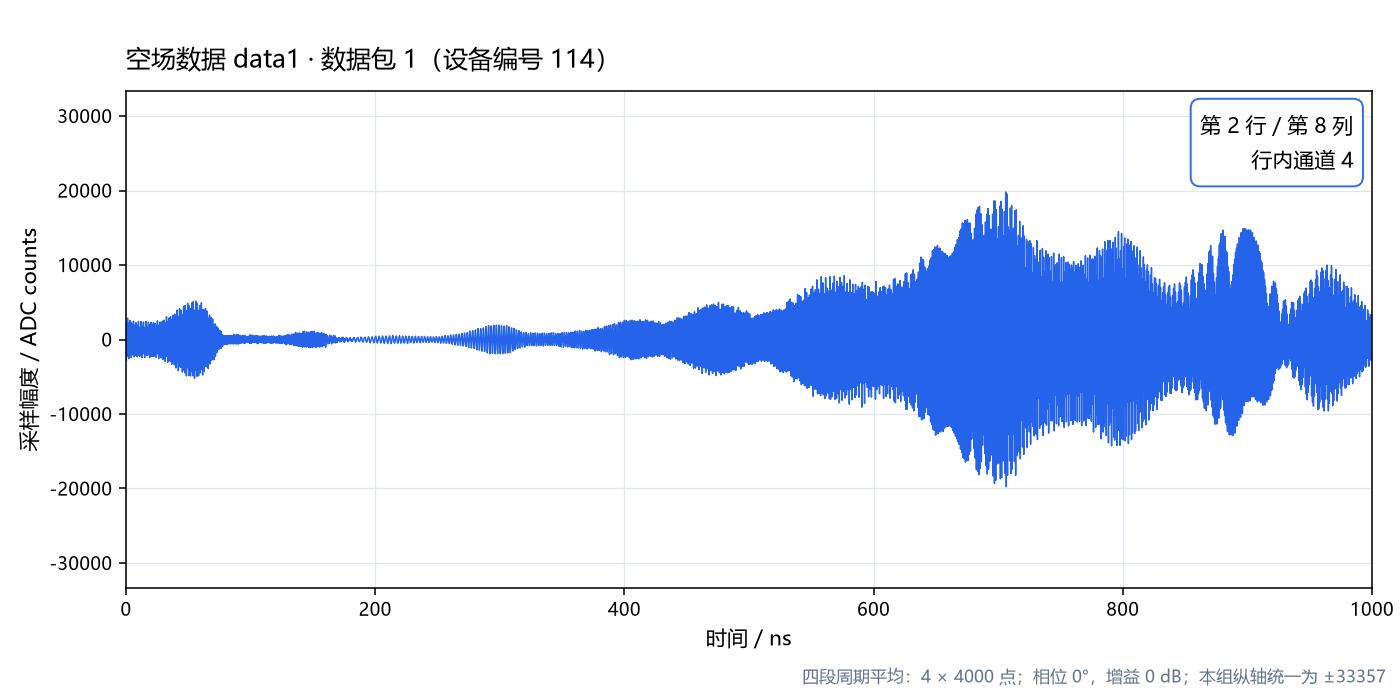 空场数据 data1 · 数据包 1（设备编号 114）
第 2 行 / 第 8 列
行内通道 4
采样幅度 / ADC counts
30000
20000
10000
0
-10000
-20000
-30000
0 200 400 600 800 1000
时间 / ns
四段周期平均：4 × 4000 点；相位 0°，增益 0 dB；本组纵轴统一为 ±33357